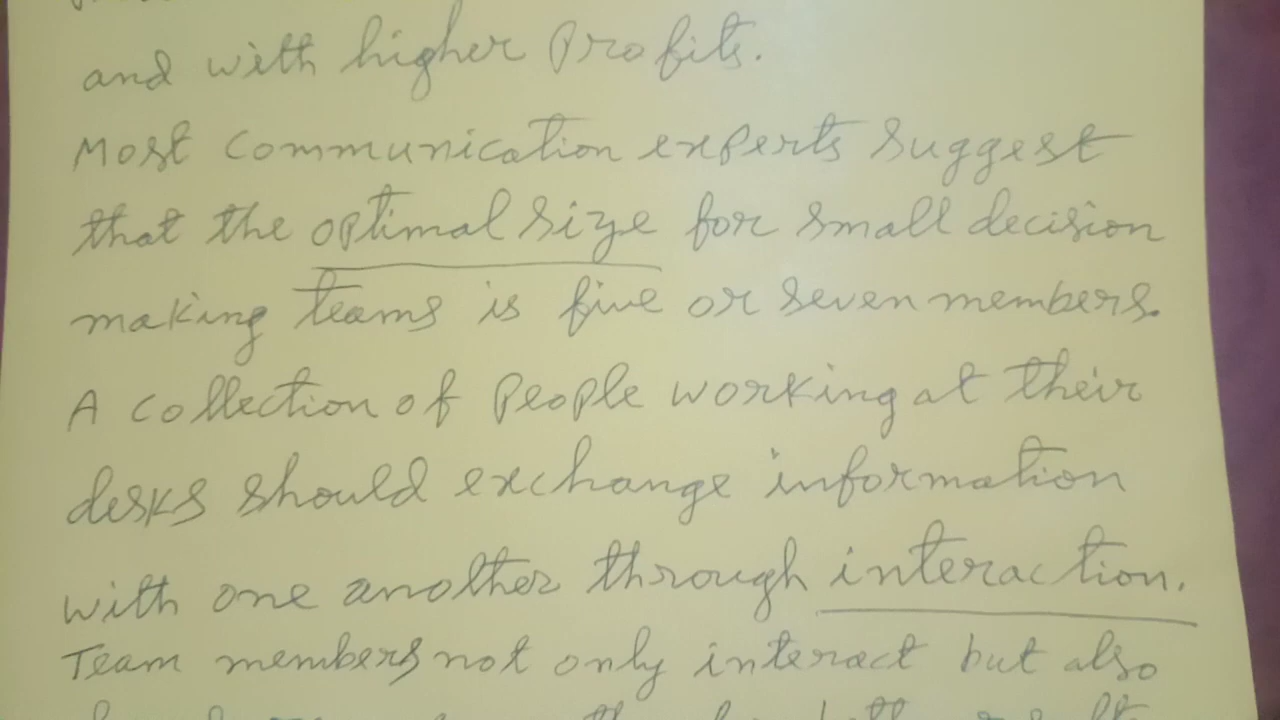 and with higher profits.
Most communication experts suggest
that the optimal size for small decision
making teams is five or seven members.
A collection of people working at their
desks should exchange information
with one another through interaction.
Team members not only interact but also